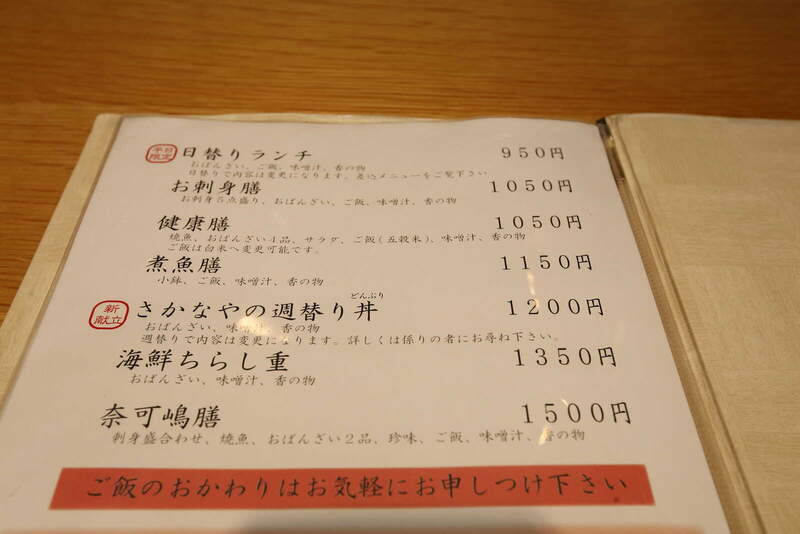 平日限定 日替りランチ 950円
おばんざい、ご飯、味噌汁、香の物
日替りで内容は変更になります。差込メニューをご覧下さい
お刺身膳 1050円
お刺身5点盛り、おばんざい、ご飯、味噌汁、香の物
健康膳 1050円
焼魚、おばんざい4品、サラダ、ご飯(五穀米)、味噌汁、香の物
ご飯は白米へ変更可能です。
煮魚膳 1150円
小鉢、ご飯、味噌汁、香の物
どんぶり
新献立 さかなやの週替り丼 1200円
おばんざい、味噌汁、香の物
週替りで内容は変更になります。詳しくは係りの者にお尋ね下さい。
海鮮ちらし重 1350円
おばんざい、味噌汁、香の物
奈可嶋膳 1500円
刺身盛合わせ、焼魚、おばんざい2品、珍味、ご飯、味噌汁、香の物
ご飯のおかわりはお気軽にお申しつけ下さい